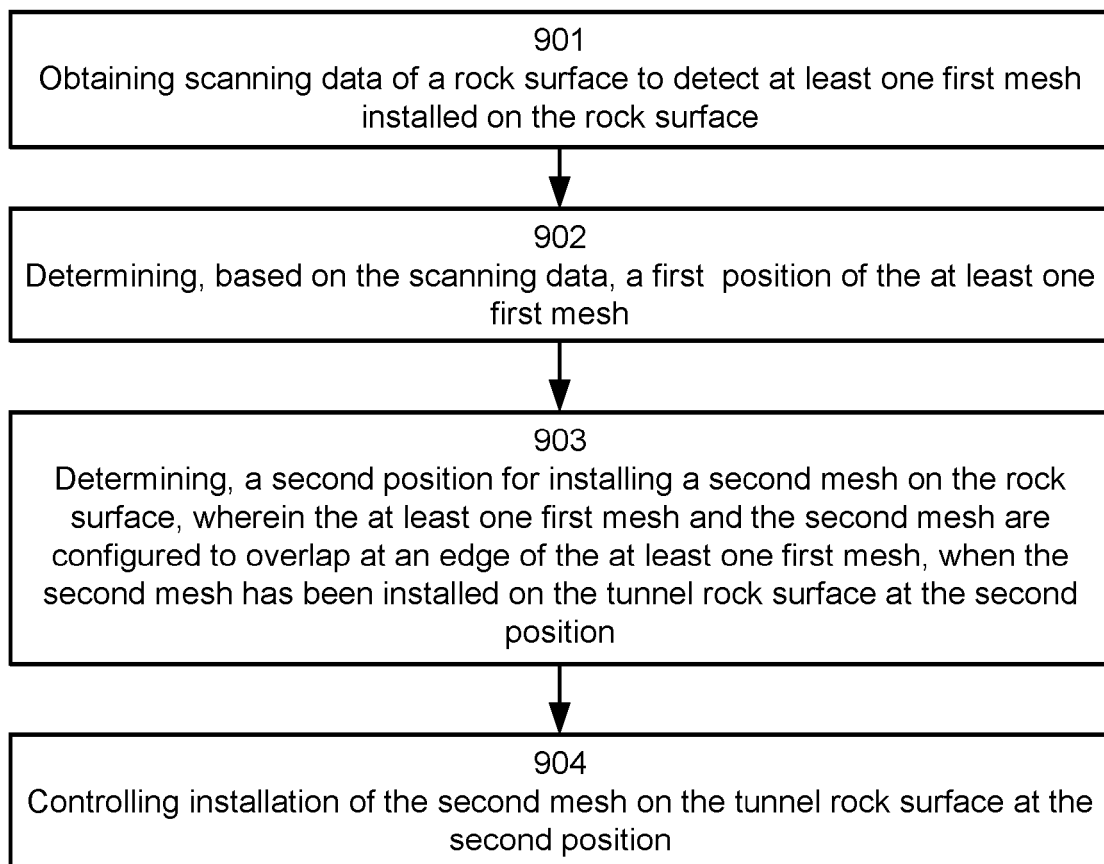 901
Obtaining scanning data of a rock surface to detect at least one first mesh
installed on the rock surface
902
Determining, based on the scanning data, a first position of the at least one
first mesh
903
Determining, a second position for installing a second mesh on the rock
surface, wherein the at least one first mesh and the second mesh are
configured to overlap at an edge of the at least one first mesh, when the
second mesh has been installed on the tunnel rock surface at the second
position
904
Controlling installation of the second mesh on the tunnel rock surface at the
second position